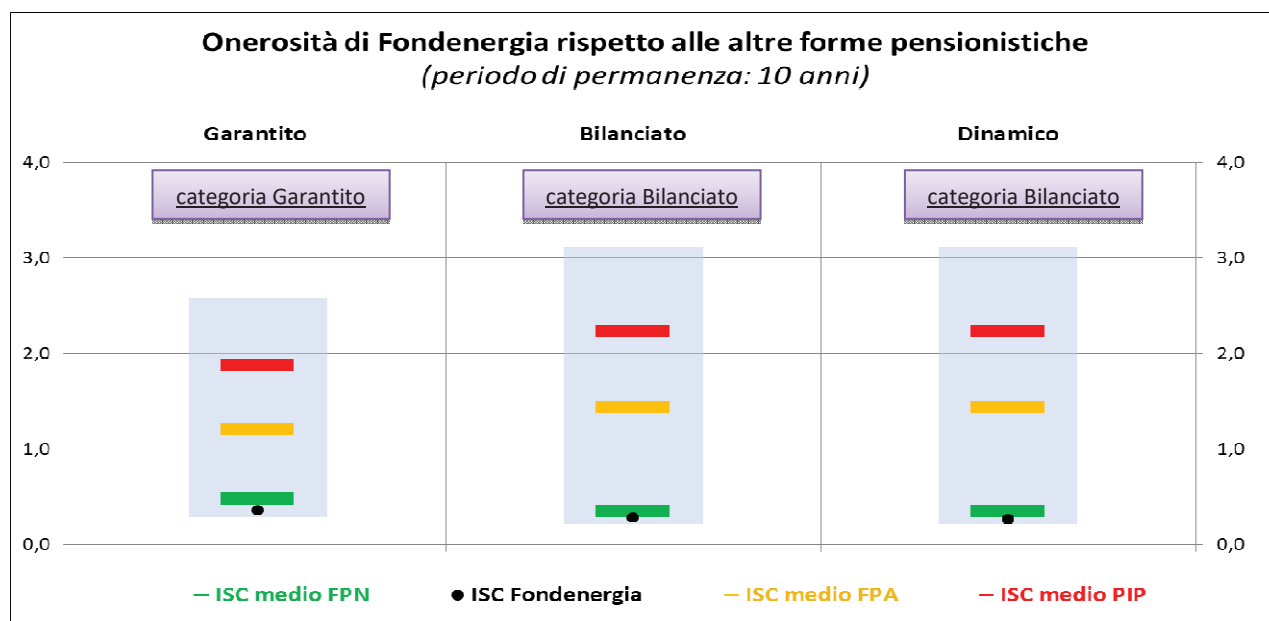 Onerosità di Fondenergia rispetto alle altre forme pensionistiche
(periodo di permanenza: 10 anni)
Garantito Bilanciato Dinamico
4,0 4,0
categoria Garantito categoria Bilanciato categoria Bilanciato
3,0 3,0
2,0 2,0
1,0 1,0
0,0 0,0
– ISC medio FPN ● ISC Fondenergia – ISC medio FPA – ISC medio PIP